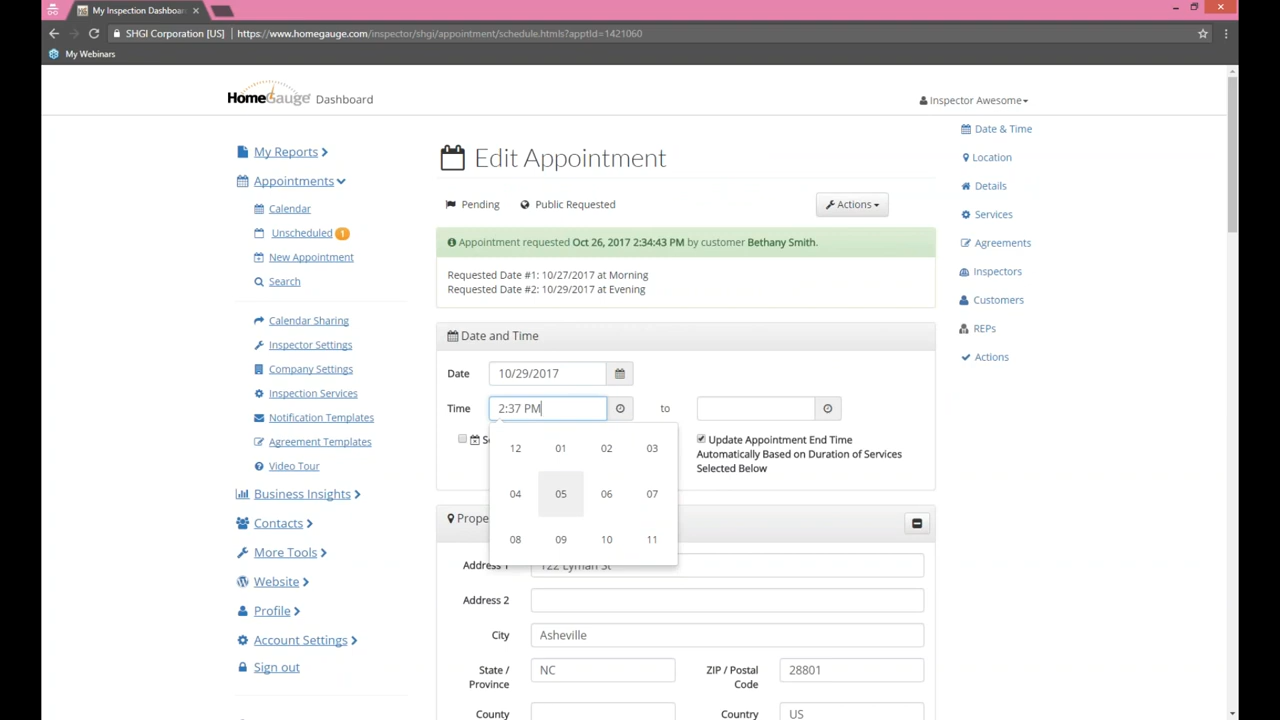 My Inspection Dashboard
SHGI Corporation [US] | https://www.homegauge.com/inspector/shgi/appointment/schedule.htmls?apptId=1421060
My Webinars
HomeGauge Dashboard
Inspector Awesome
My Reports
Appointments
Calendar
Unscheduled 1
New Appointment
Search
Calendar Sharing
Inspector Settings
Company Settings
Inspection Services
Notification Templates
Agreement Templates
Video Tour
Business Insights
Contacts
More Tools
Website
Profile
Account Settings
Sign out
Edit Appointment
Pending Public Requested Actions
Appointment requested Oct 26, 2017 2:34:43 PM by customer Bethany Smith.
Requested Date #1: 10/27/2017 at Morning
Requested Date #2: 10/29/2017 at Evening
Date and Time
Date 10/29/2017
Time 2:37 PM to
Update Appointment End Time
Automatically Based on Duration of Services
Selected Below
12 01 02 03
04 05 06 07
08 09 10 11
Address 1 122 Lyman St
Address 2
City Asheville
State / Province NC ZIP / Postal Code 28801
County Country US
Date & Time
Location
Details
Services
Agreements
Inspectors
Customers
REPs
Actions